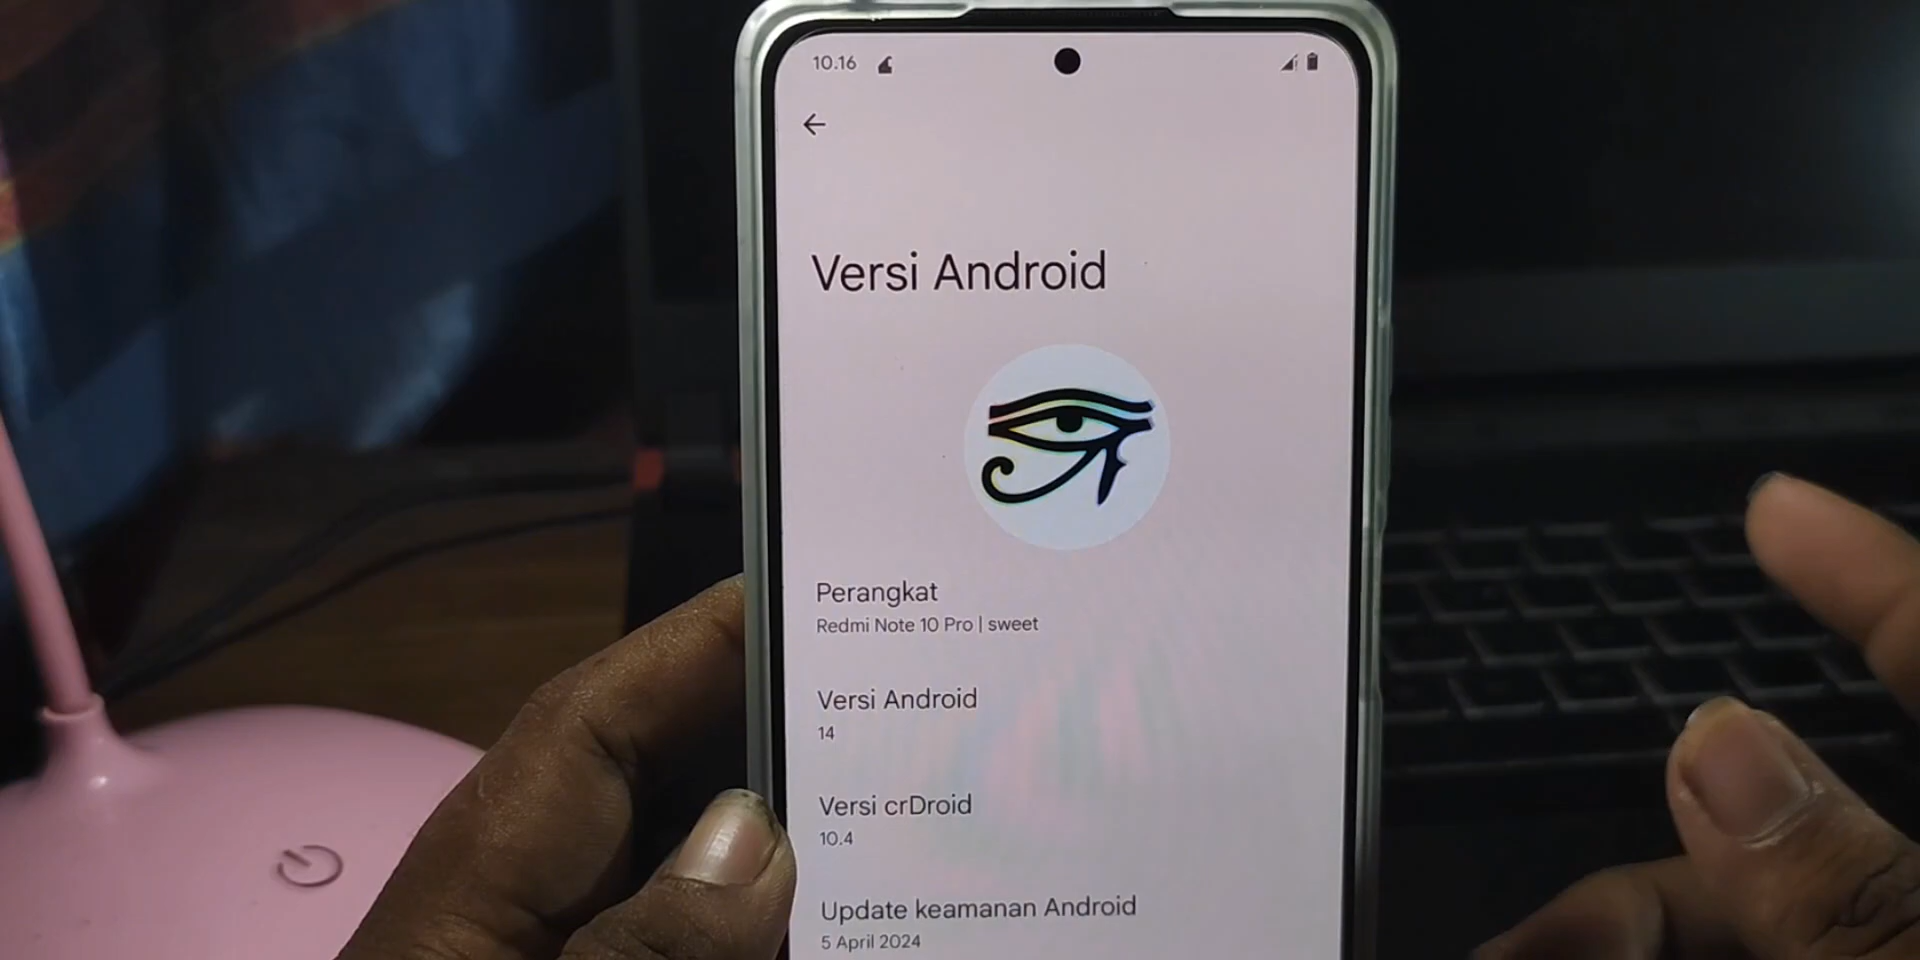 10.16
Versi Android
Perangkat
Redmi Note 10 Pro | sweet
Versi Android
14
Versi crDroid
10.4
Update keamanan Android
5 April 2024